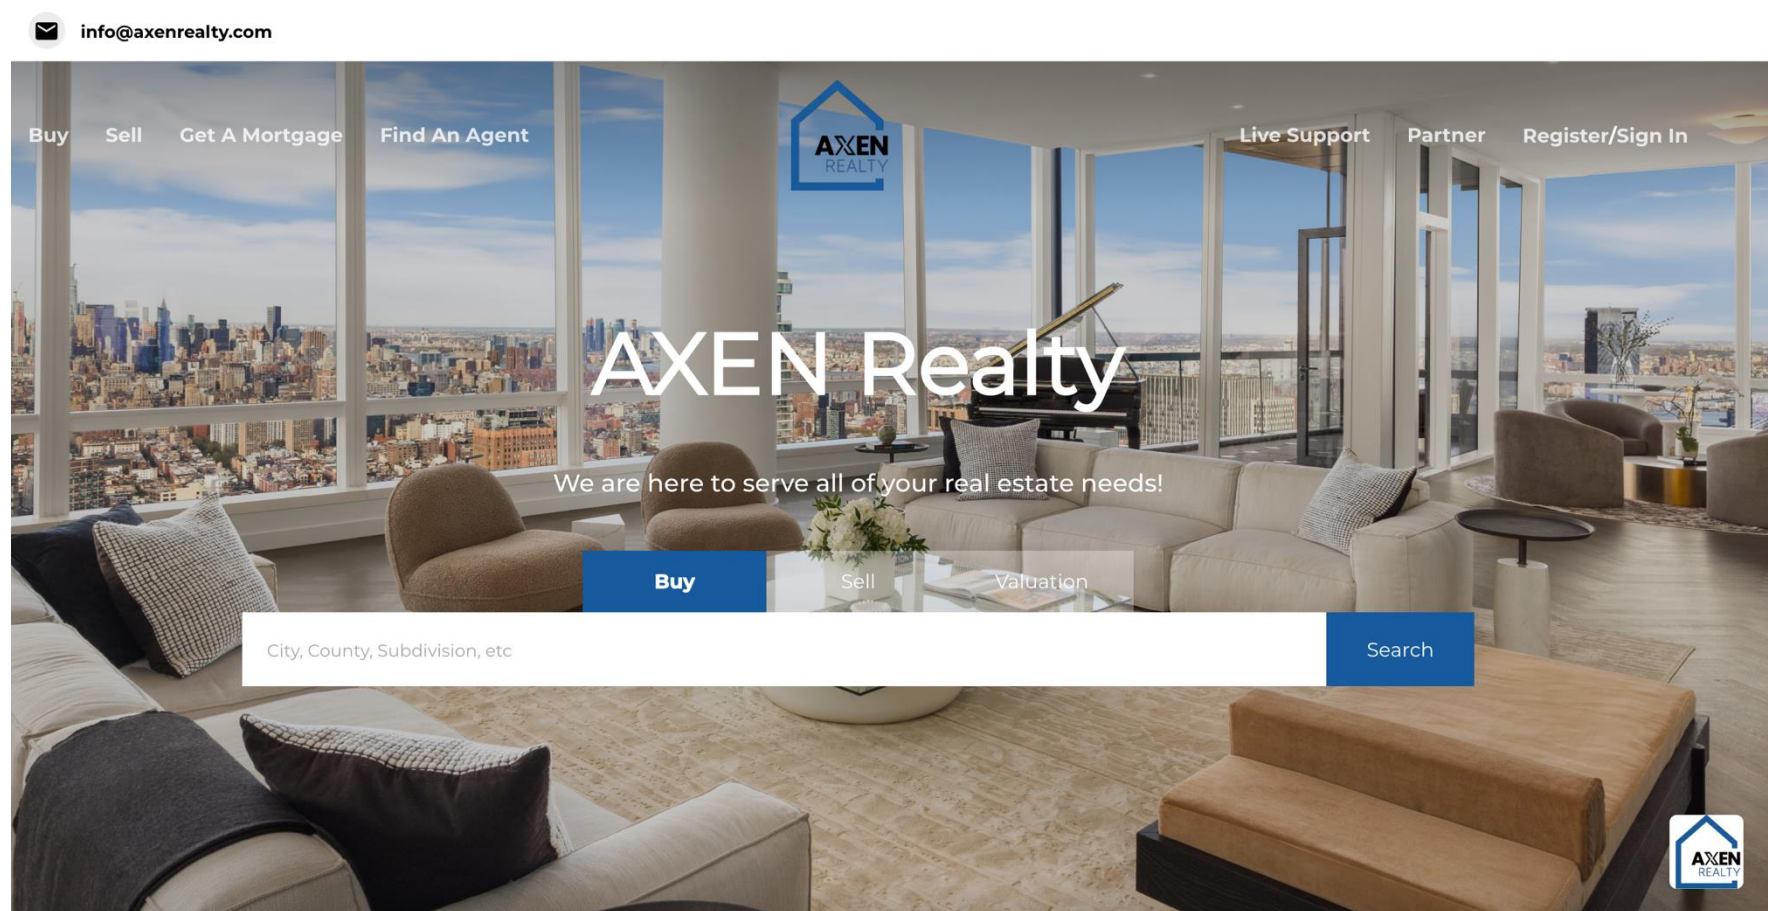 info@axenrealty.com
Buy Sell Get A Mortgage Find An Agent
AXEN
REALTY
Live Support Partner Register/Sign In
AXEN Realty
We are here to serve all of your real estate needs!
Buy Sell Valuation
City, County, Subdivision, etc
Search
AXEN
REALTY